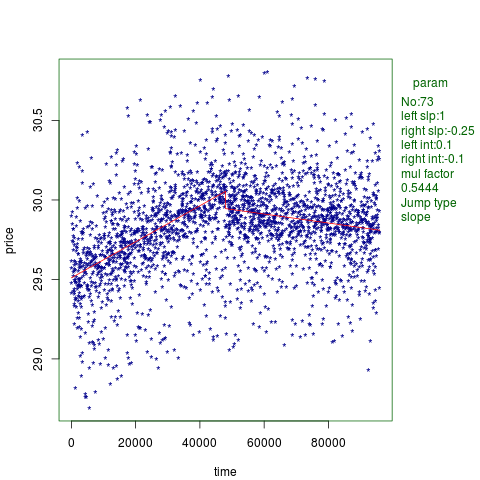 param
No:73
left slp:1
right slp:-0.25
left int:0.1
right int:-0.1
mul factor
0.5444
Jump type
slope
price
30.5
30.0
29.5
29.0
0 20000 40000 60000 80000
time